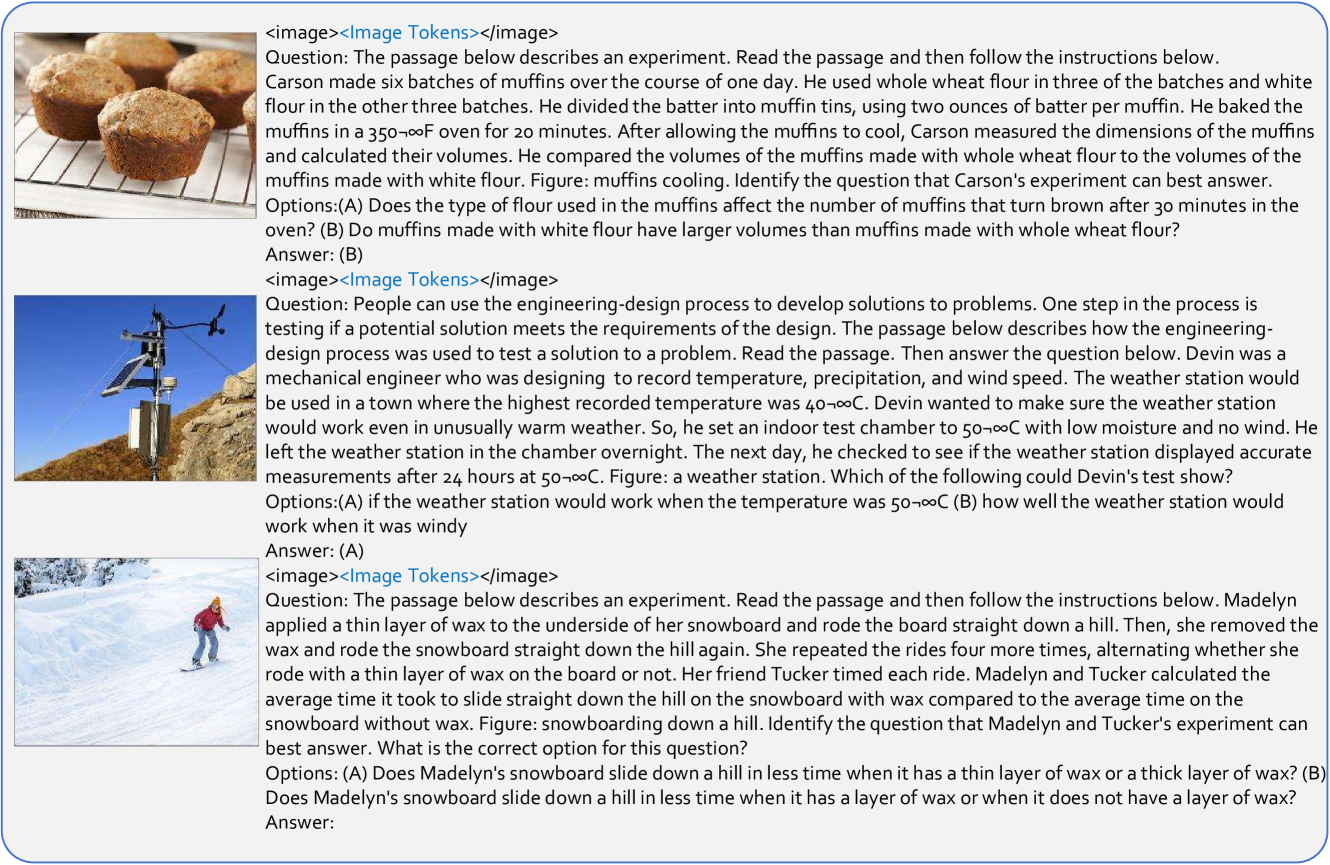 <image><Image Tokens></image>
Question: The passage below describes an experiment. Read the passage and then follow the instructions below.
Carson made six batches of muffins over the course of one day. He used whole wheat flour in three of the batches and white
flour in the other three batches. He divided the batter into muffin tins, using two ounces of batter per muffin. He baked the
muffins in a 350¬∞F oven for 20 minutes. After allowing the muffins to cool, Carson measured the dimensions of the muffins
and calculated their volumes. He compared the volumes of the muffins made with whole wheat flour to the volumes of the
muffins made with white flour. Figure: muffins cooling. Identify the question that Carson's experiment can best answer.
Options:(A) Does the type of flour used in the muffins affect the number of muffins that turn brown after 30 minutes in the
oven? (B) Do muffins made with white flour have larger volumes than muffins made with whole wheat flour?
Answer: (B)
<image><Image Tokens></image>
Question: People can use the engineering-design process to develop solutions to problems. One step in the process is
testing if a potential solution meets the requirements of the design. The passage below describes how the engineering-
design process was used to test a solution to a problem. Read the passage. Then answer the question below. Devin was a
mechanical engineer who was designing  to record temperature, precipitation, and wind speed. The weather station would
be used in a town where the highest recorded temperature was 40¬∞C. Devin wanted to make sure the weather station
would work even in unusually warm weather. So, he set an indoor test chamber to 50¬∞C with low moisture and no wind. He
left the weather station in the chamber overnight. The next day, he checked to see if the weather station displayed accurate
measurements after 24 hours at 50¬∞C. Figure: a weather station. Which of the following could Devin's test show?
Options:(A) if the weather station would work when the temperature was 50¬∞C (B) how well the weather station would
work when it was windy
Answer: (A)
<image><Image Tokens></image>
Question: The passage below describes an experiment. Read the passage and then follow the instructions below. Madelyn
applied a thin layer of wax to the underside of her snowboard and rode the board straight down a hill. Then, she removed the
wax and rode the snowboard straight down the hill again. She repeated the rides four more times, alternating whether she
rode with a thin layer of wax on the board or not. Her friend Tucker timed each ride. Madelyn and Tucker calculated the
average time it took to slide straight down the hill on the snowboard with wax compared to the average time on the
snowboard without wax. Figure: snowboarding down a hill. Identify the question that Madelyn and Tucker's experiment can
best answer. What is the correct option for this question?
Options: (A) Does Madelyn's snowboard slide down a hill in less time when it has a thin layer of wax or a thick layer of wax? (B)
Does Madelyn's snowboard slide down a hill in less time when it has a layer of wax or when it does not have a layer of wax?
Answer: